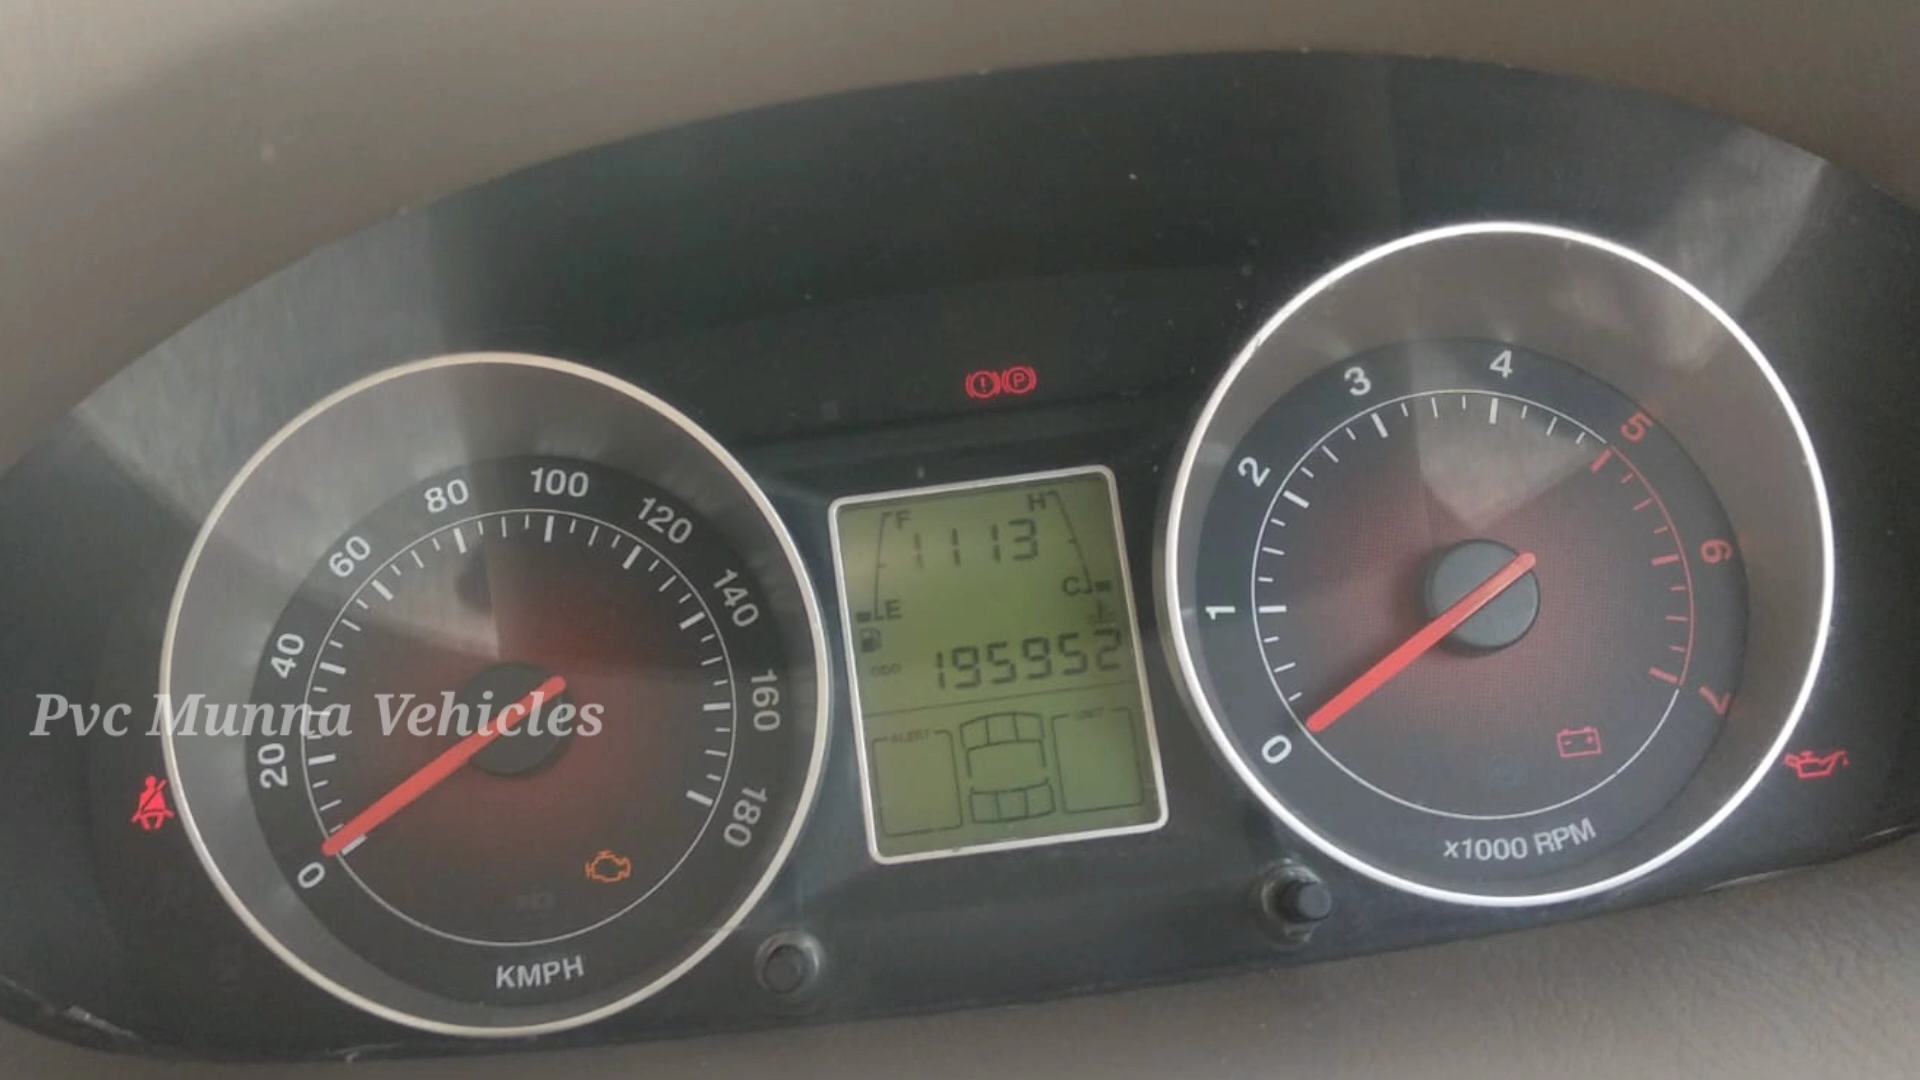 Pvc Munna Vehicles
0 20 40 60 80 100 120 140 160 180
KMPH
F H
1113
E C
ODO 195952
ALERT UNIT
0 1 2 3 4 5 6 7
x1000 RPM
P